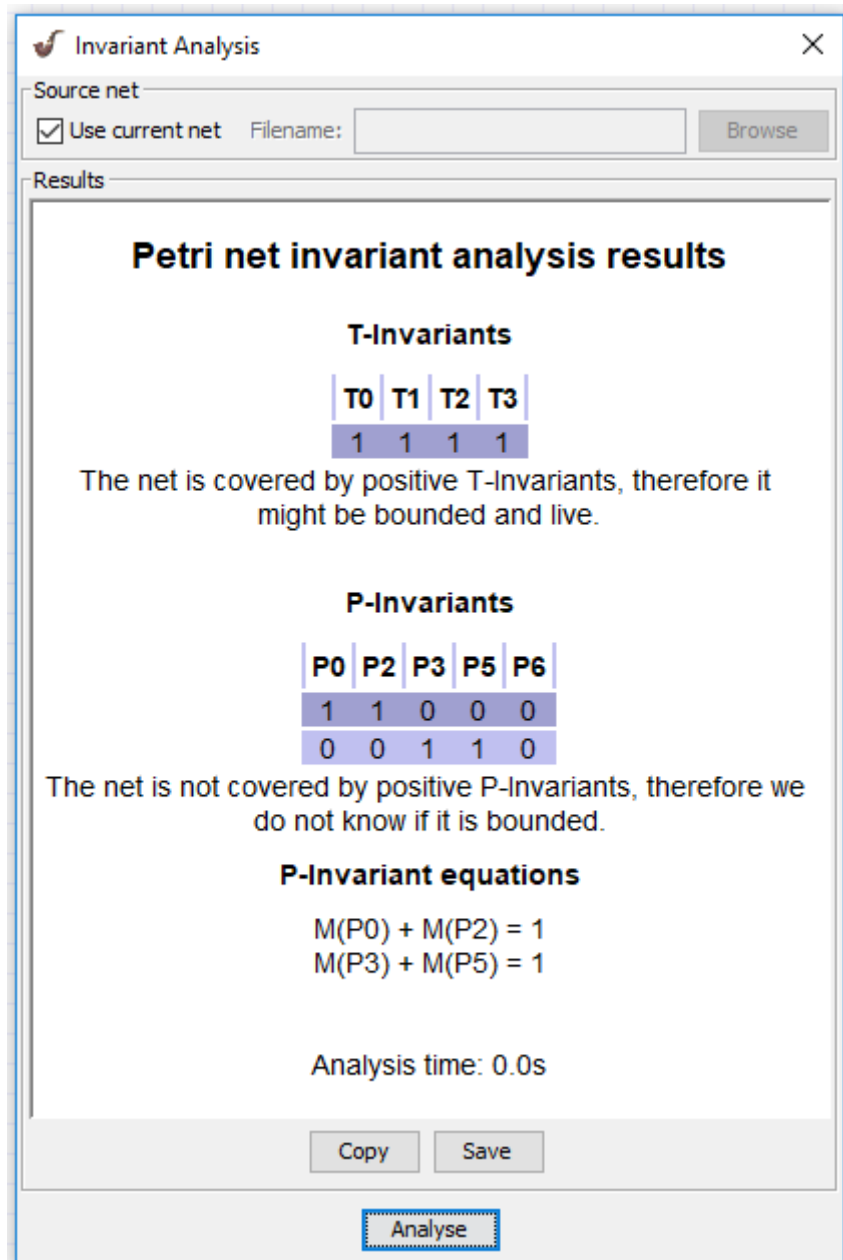 Invariant Analysis
Source net
Use current net Filename: Browse
Results
Petri net invariant analysis results
T-Invariants
T0 T1 T2 T3
1 1 1 1
The net is covered by positive T-Invariants, therefore it
might be bounded and live.
P-Invariants
P0 P2 P3 P5 P6
1 1 0 0 0
0 0 1 1 0
The net is not covered by positive P-Invariants, therefore we
do not know if it is bounded.
P-Invariant equations
M(P0) + M(P2) = 1
M(P3) + M(P5) = 1
Analysis time: 0.0s
Copy Save
Analyse